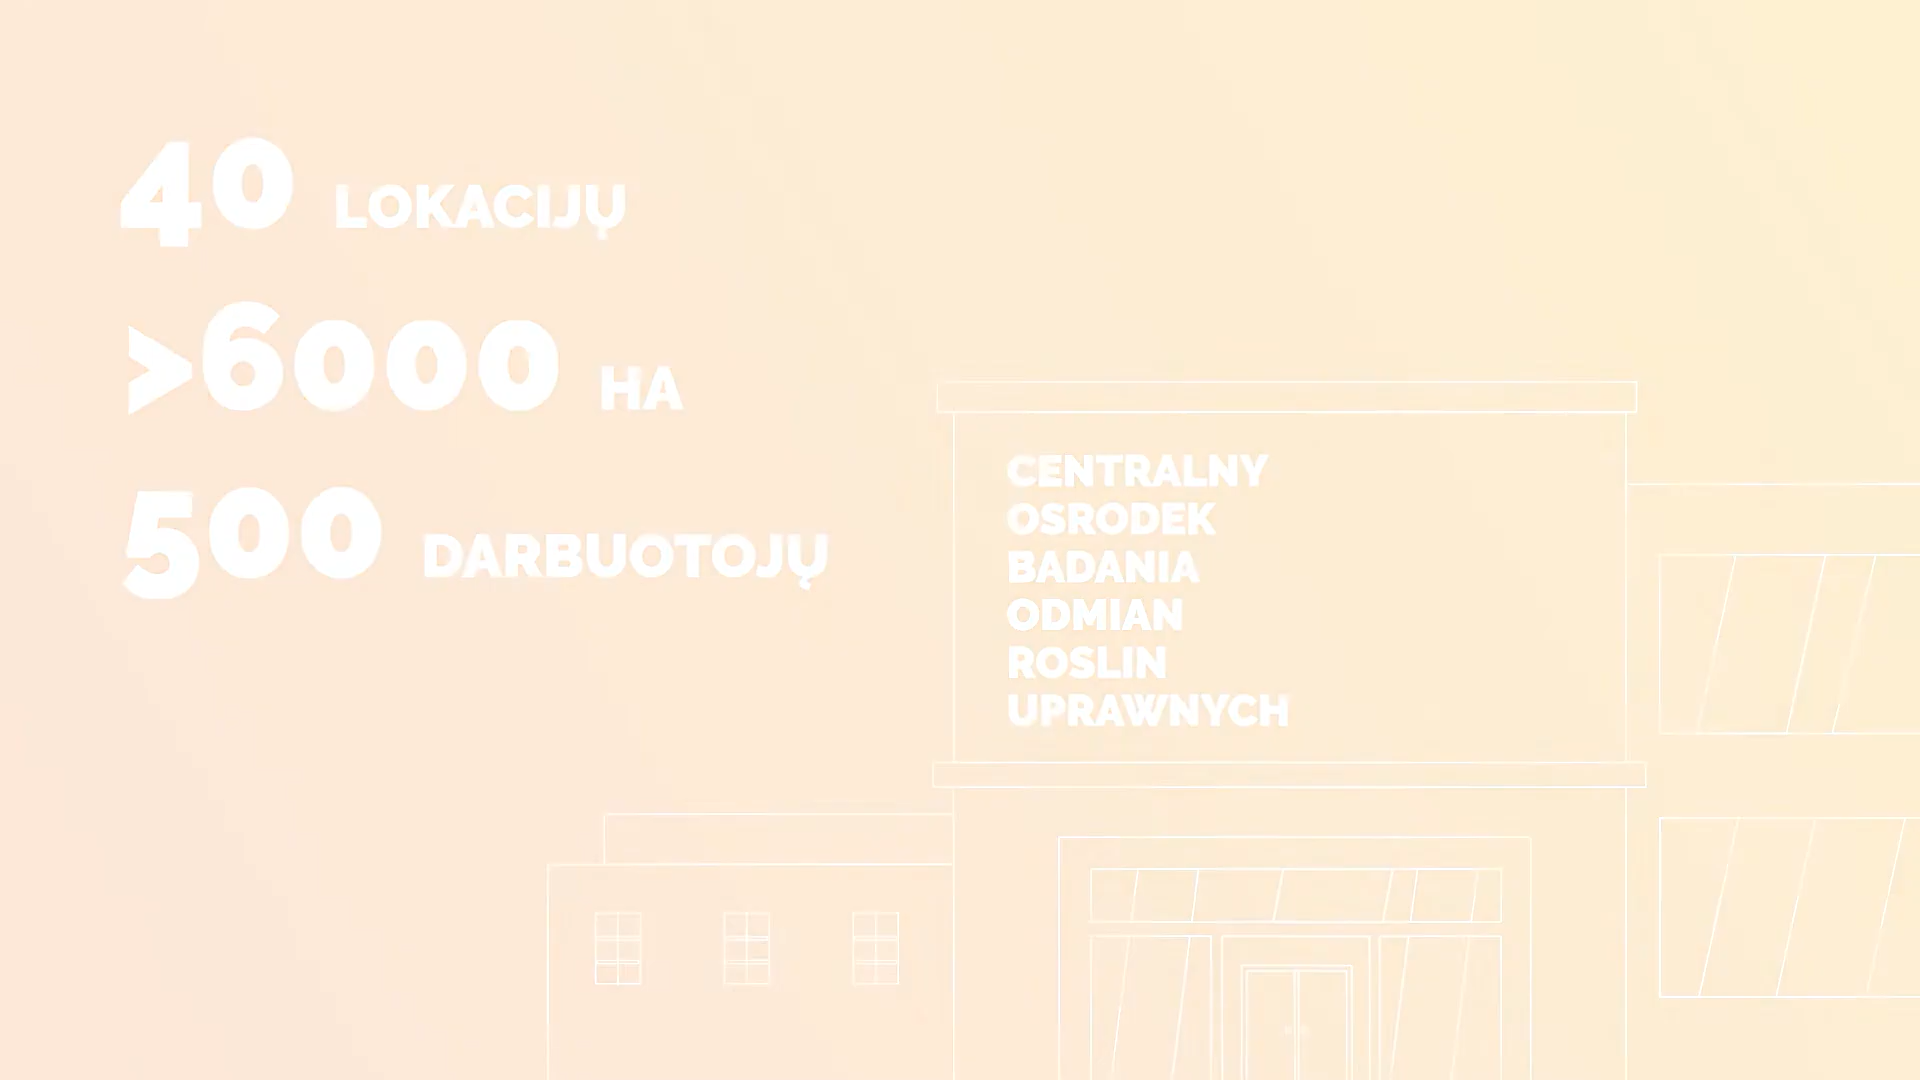 40 LOKACIJŲ
>6000 HA
500 DARBUOTOJŲ
CENTRALNY
OSRODEK
BADANIA
ODMIAN
ROSLIN
UPRAWNYCH